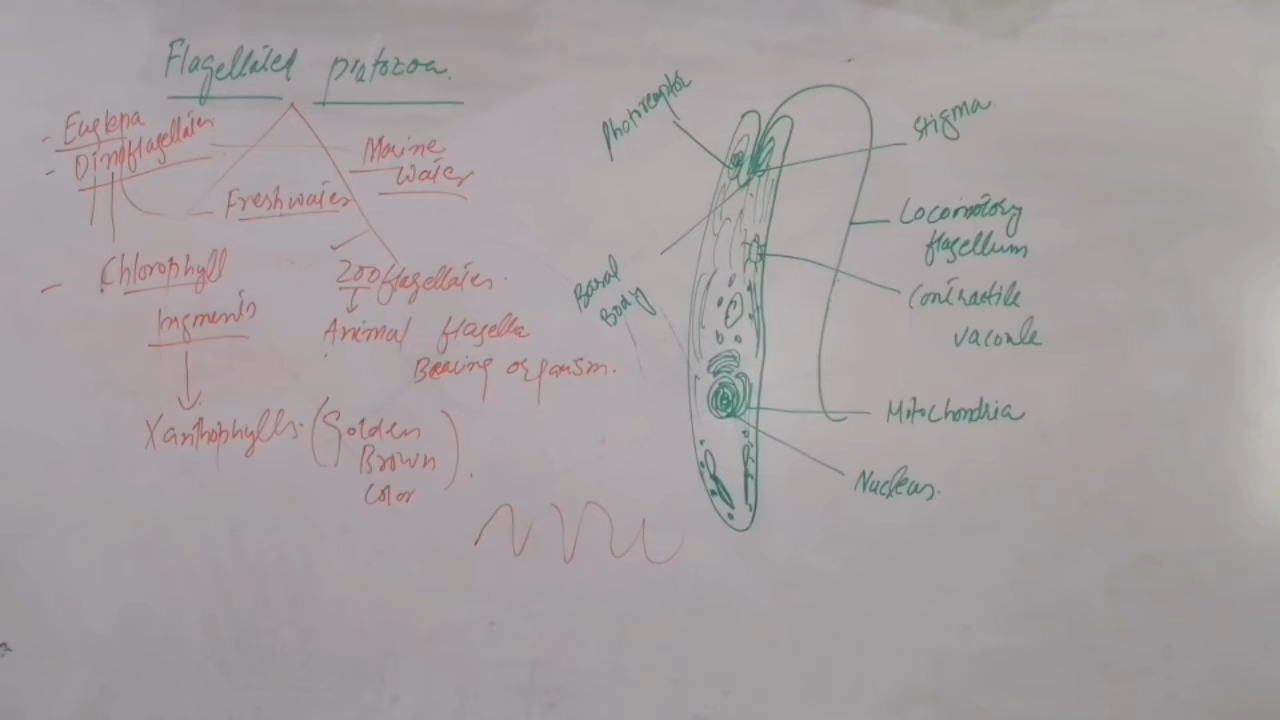 Flagellated protozoa.
- Euglena
- Dinoflagellates
Marine
Water
Freshwater
- Chlorophyll
Pigments
Xanthophylls. (Golden
Brown
Color).
Zooflagellates.
Animal flagella
Bearing organism.
Photoreceptor
Stigma
Locomotory
flagellum
Basal
Body
Contractile
vacoule
Mitochondria
Nucleus.